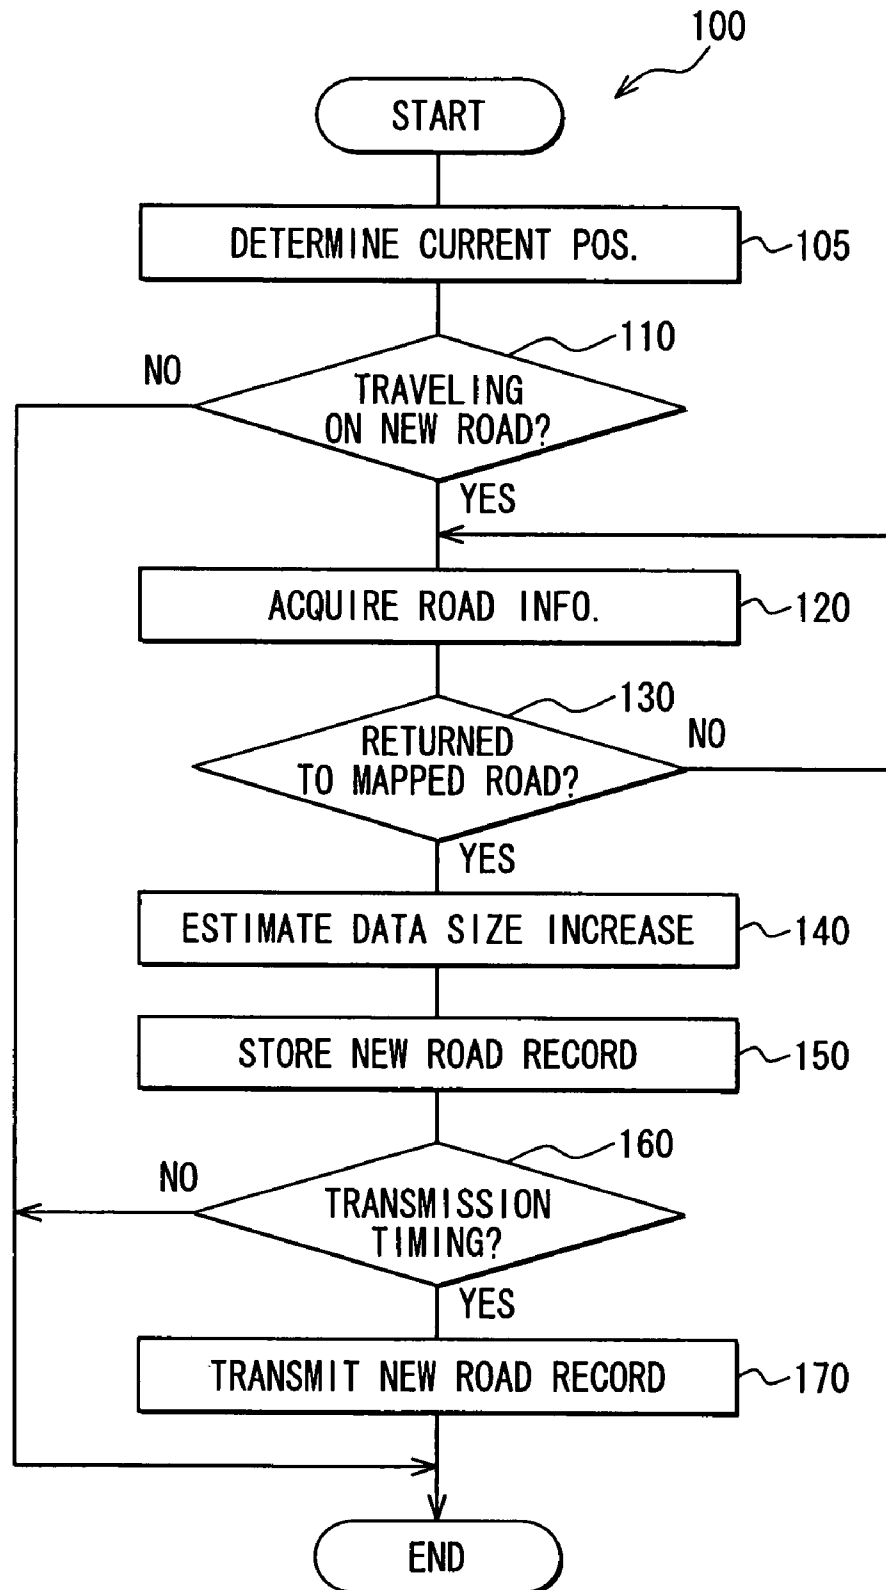 100
START
DETERMINE CURRENT POS.
105
110
NO
TRAVELING
ON NEW ROAD?
YES
ACQUIRE ROAD INFO.
120
130
RETURNED
TO MAPPED ROAD?
NO
YES
ESTIMATE DATA SIZE INCREASE
140
STORE NEW ROAD RECORD
150
160
NO
TRANSMISSION
TIMING?
YES
TRANSMIT NEW ROAD RECORD
170
END